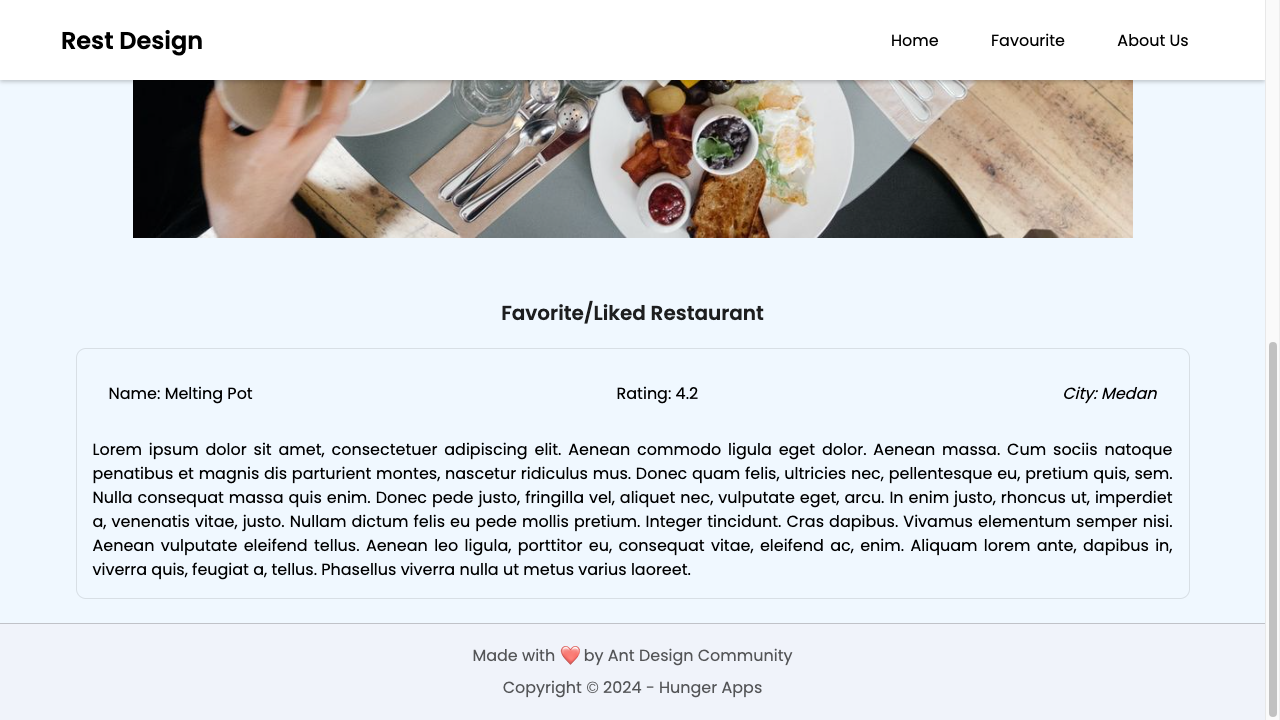 Rest Design
Home
Favourite
About Us
Favorite/Liked Restaurant
Name: Melting Pot
Rating: 4.2
City: Medan
Lorem ipsum dolor sit amet, consectetuer adipiscing elit. Aenean commodo ligula eget dolor. Aenean massa. Cum sociis natoque
penatibus et magnis dis parturient montes, nascetur ridiculus mus. Donec quam felis, ultricies nec, pellentesque eu, pretium quis, sem.
Nulla consequat massa quis enim. Donec pede justo, fringilla vel, aliquet nec, vulputate eget, arcu. In enim justo, rhoncus ut, imperdiet
a, venenatis vitae, justo. Nullam dictum felis eu pede mollis pretium. Integer tincidunt. Cras dapibus. Vivamus elementum semper nisi.
Aenean vulputate eleifend tellus. Aenean leo ligula, porttitor eu, consequat vitae, eleifend ac, enim. Aliquam lorem ante, dapibus in,
viverra quis, feugiat a, tellus. Phasellus viverra nulla ut metus varius laoreet.
Made with ❤️ by Ant Design Community
Copyright © 2024 - Hunger Apps